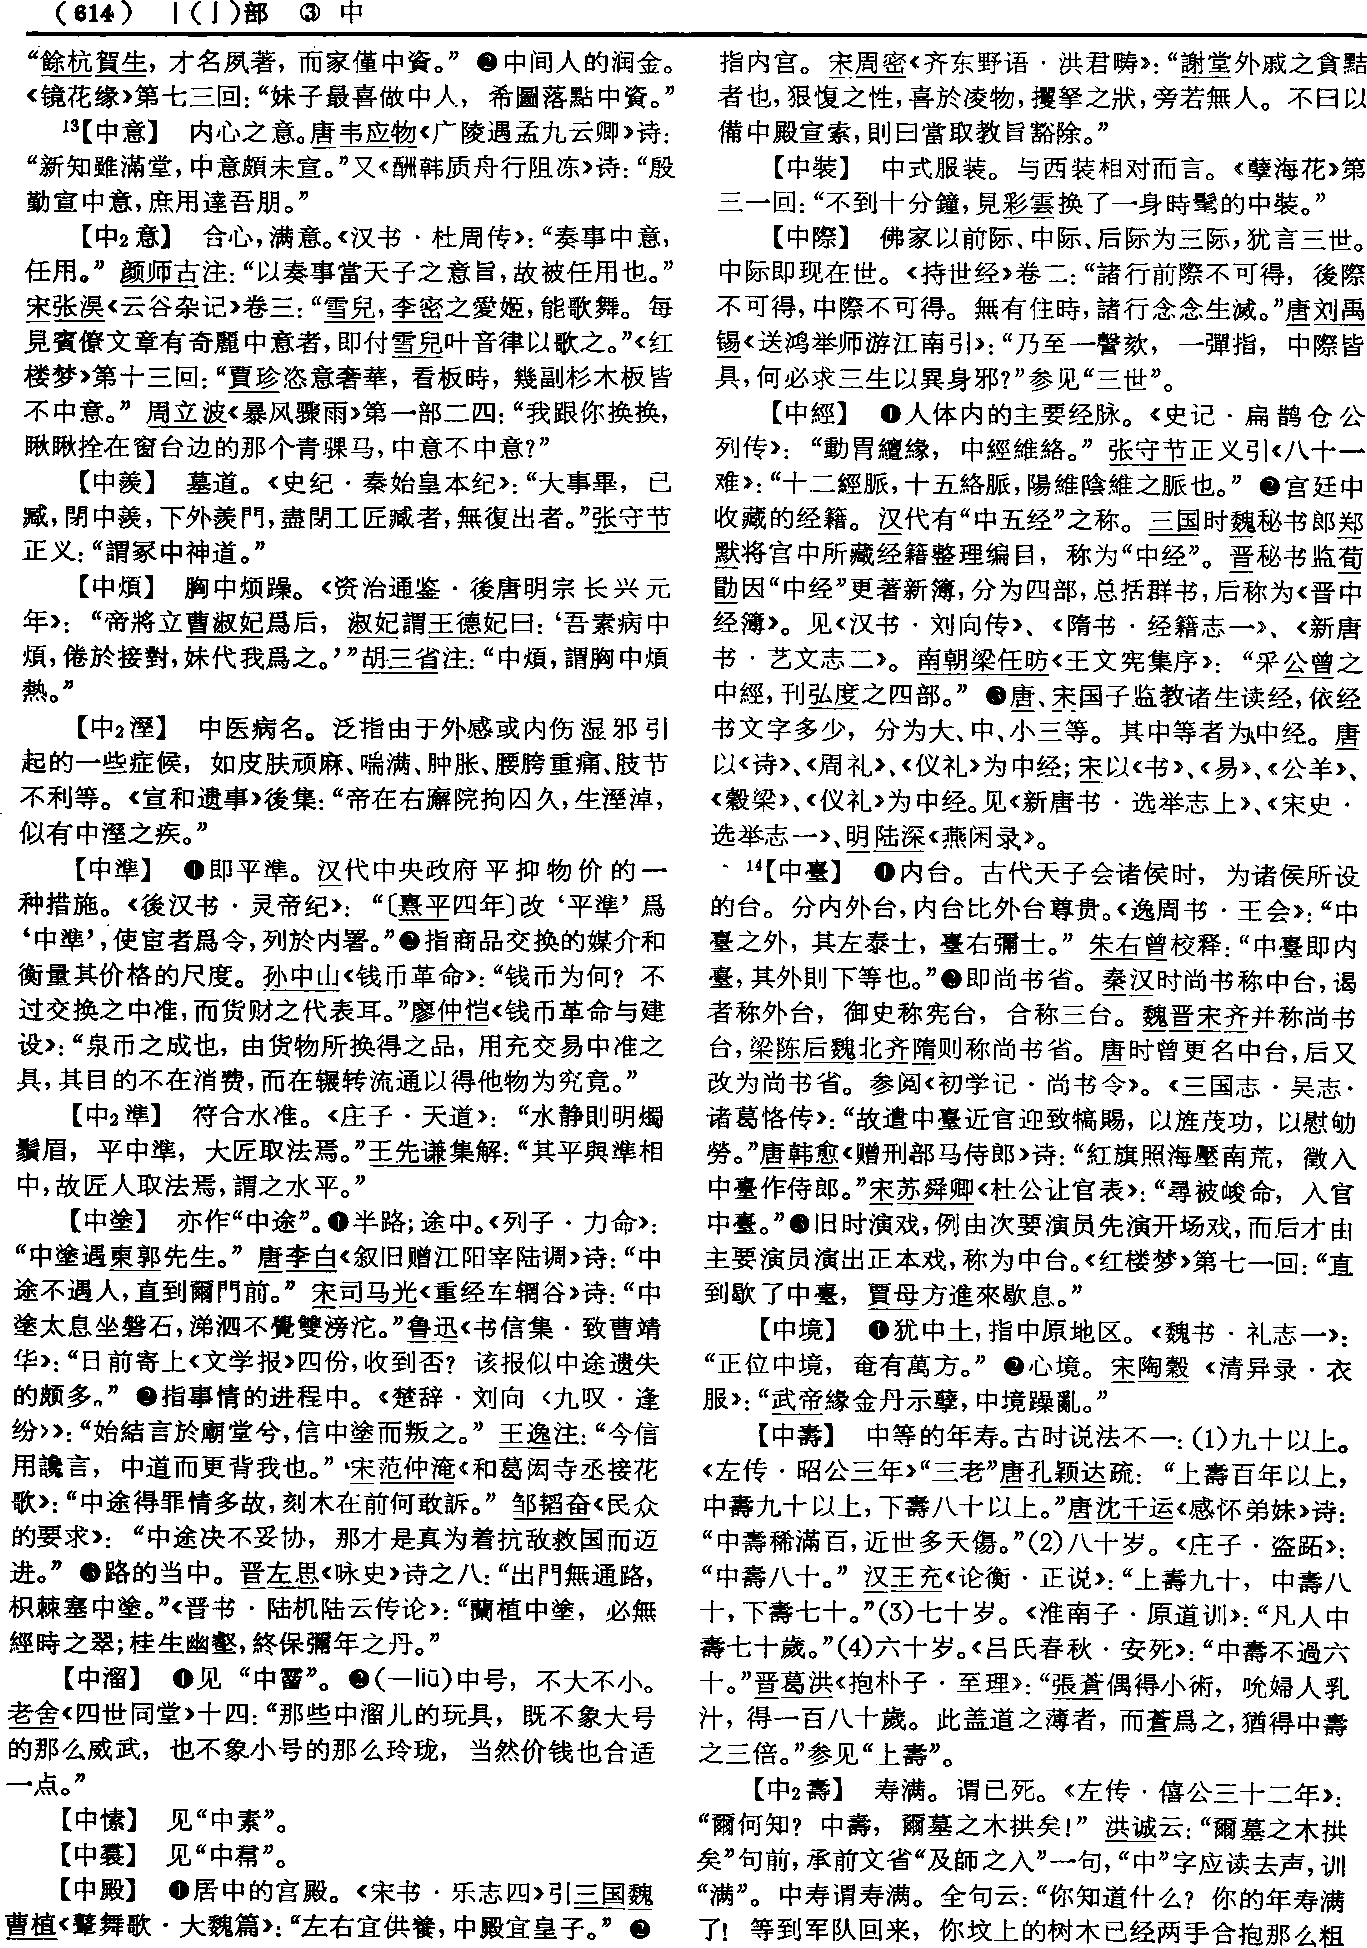 （614） 丨（亅）部 ③ 中
“餘杭賀生，才名夙著，而家僅中資。” ❷中间人的润金。
《镜花缘》第七三回：“妹子最喜做中人，希圖落點中資。”
13【中意】 内心之意。唐韦应物《广陵遇孟九云卿》诗：
“新知雖滿堂，中意頗未宣。”又《酬韩质舟行阻冻》诗：“殷
勤宣中意，庶用達吾朋。”
【中2意】 合心，满意。《汉书·杜周传》：“奏事中意，
任用。” 颜师古注：“以奏事當天子之意旨，故被任用也。”
宋张淏《云谷杂记》卷三：“雪兒，李密之愛姬，能歌舞。每
見賓僚文章有奇麗中意者，即付雪兒叶音律以歌之。”《红
楼梦》第十三回：“賈珍恣意奢華，看板時，幾副杉木板皆
不中意。” 周立波《暴风骤雨》第一部二四：“我跟你换换，
瞅瞅拴在窗台边的那个青骒马，中意不中意？”
【中羨】 墓道。《史纪·秦始皇本纪》：“大事畢，已
臧，閉中羨，下外羨門，盡閉工匠臧者，無復出者。”张守节
正义：“謂冢中神道。”
【中煩】 胸中烦躁。《资治通鉴·後唐明宗长兴元
年》：“帝將立曹淑妃爲后，淑妃謂王德妃曰：‘吾素病中
煩，倦於接對，妹代我爲之。’”胡三省注：“中煩，謂胸中煩
熱。”
【中2溼】 中医病名。泛指由于外感或内伤湿邪引
起的一些症候，如皮肤顽麻、喘满、肿胀、腰胯重痛、肢节
不利等。《宣和遗事》後集：“帝在右廨院拘囚久，生溼淖，
似有中溼之疾。”
【中準】 ❶即平準。汉代中央政府平抑物价的一
种措施。《後汉书·灵帝纪》：“〔熹平四年〕改‘平準’爲
‘中準’，使宦者爲令，列於内署。”❷指商品交换的媒介和
衡量其价格的尺度。孙中山《钱币革命》：“钱币为何？不
过交换之中准，而货财之代表耳。”廖仲恺《钱币革命与建
设》：“泉币之成也，由货物所换得之品，用充交易中准之
具，其目的不在消费，而在辗转流通以得他物为究竟。”
【中2準】 符合水准。《庄子·天道》：“水静則明燭
鬚眉，平中準，大匠取法焉。”王先谦集解：“其平與準相
中，故匠人取法焉，謂之水平。”
【中塗】 亦作“中途”。❶半路；途中。《列子·力命》：
“中塗遇東郭先生。” 唐李白《叙旧赠江阳宰陆调》诗：“中
途不遇人，直到爾門前。” 宋司马光《重经车辋谷》诗：“中
塗太息坐磐石，涕泗不覺雙滂沱。”鲁迅《书信集·致曹靖
华》：“日前寄上《文学报》四份，收到否？该报似中途遗失
的颇多。” ❷指事情的进程中。《楚辞·刘向〈九叹·逢
纷〉》：“始結言於廟堂兮，信中塗而叛之。” 王逸注：“今信
用讒言，中道而更背我也。” 宋范仲淹《和葛闳寺丞接花
歌》：“中途得罪情多故，刻木在前何敢訴。” 邹韬奋《民众
的要求》：“中途决不妥协，那才是真为着抗敌救国而迈
进。” ❸路的当中。晋左思《咏史》诗之八：“出門無通路，
枳棘塞中塗。”《晋书·陆机陆云传论》：“蘭植中塗，必無
經時之翠；桂生幽壑，終保彌年之丹。”
【中溜】 ❶见“中霤”。❷(—liū)中号，不大不小。
老舍《四世同堂》十四：“那些中溜儿的玩具，既不象大号
的那么威武，也不象小号的那么玲珑，当然价钱也合适
一点。”
【中愫】 见“中素”。
【中裠】 见“中帬”。
【中殿】 ❶居中的宫殿。《宋书·乐志四》引三国魏
曹植《鼙舞歌·大魏篇》：“左右宜供養，中殿宜皇子。” ❷
指内官。宋周密《齐东野语·洪君畴》：“謝堂外戚之貪黠
者也，狠愎之性，喜於凌物，攫拏之狀，旁若無人。不曰以
備中殿宣索，則曰當取教旨豁除。”
【中裝】 中式服装。与西装相对而言。《孽海花》第
三一回：“不到十分鐘，見彩雲换了一身時髦的中裝。”
【中際】 佛家以前际、中际、后际为三际，犹言三世。
中际即现在世。《持世经》卷二：“諸行前際不可得，後際
不可得，中際不可得。無有住時，諸行念念生滅。”唐刘禹
锡《送鸿举师游江南引》：“乃至一謦欬，一彈指，中際皆
具，何必求三生以異身邪？”参见“三世”。
【中經】 ❶人体内的主要经脉。《史记·扁鹊仓公
列传》：“動胃繵緣，中經維絡。” 张守节正义引《八十一
难》：“十二經脈，十五絡脈，陽維陰維之脈也。” ❷宫廷中
收藏的经籍。汉代有“中五经”之称。三国时魏秘书郎郑
默将宫中所藏经籍整理编目，称为“中经”。晋秘书监荀
勖因“中经”更著新簿，分为四部，总括群书，后称为《晋中
经簿》。见《汉书·刘向传》、《隋书·经籍志一》、《新唐
书·艺文志二》。南朝梁任昉《王文宪集序》：“采公曾之
中經，刊弘度之四部。” ❸唐、宋国子监教诸生读经，依经
书文字多少，分为大、中、小三等。其中等者为中经。唐
以《诗》、《周礼》、《仪礼》为中经；宋以《书》、《易》、《公羊》、
《穀梁》、《仪礼》为中经。见《新唐书·选举志上》、《宋史·
选举志一》、明陆深《燕闲录》。
14【中臺】 ❶内台。古代天子会诸侯时，为诸侯所设
的台。分内外台，内台比外台尊贵。《逸周书·王会》：“中
臺之外，其左泰士，臺右彌士。” 朱右曾校释：“中臺即内
臺，其外則下等也。”❷即尚书省。秦汉时尚书称中台，谒
者称外台，御史称宪台，合称三台。魏晋宋齐并称尚书
台，梁陈后魏北齐隋则称尚书省。唐时曾更名中台，后又
改为尚书省。参阅《初学记·尚书令》。《三国志·吴志·
诸葛恪传》：“故遣中臺近官迎致犒賜，以旌茂功，以慰劬
勞。”唐韩愈《赠刑部马侍郎》诗：“紅旗照海壓南荒，徵入
中臺作侍郎。”宋苏舜卿《杜公让官表》：“尋被峻命，入官
中臺。”❸旧时演戏，例由次要演员先演开场戏，而后才由
主要演员演出正本戏，称为中台。《红楼梦》第七一回：“直
到歇了中臺，賈母方進來歇息。”
【中境】 ❶犹中土，指中原地区。《魏书·礼志一》：
“正位中境，奄有萬方。” ❷心境。宋陶穀《清异录·衣
服》：“武帝緣金丹示孽，中境躁亂。”
【中壽】 中等的年寿。古时说法不一：(1)九十以上。
《左传·昭公三年》“三老”唐孔颖达疏：“上壽百年以上，
中壽九十以上，下壽八十以上。”唐沈千运《感怀弟妹》诗：
“中壽稀滿百，近世多夭傷。”(2)八十岁。《庄子·盗跖》：
“中壽八十。” 汉王充《论衡·正说》：“上壽九十，中壽八
十，下壽七十。”(3)七十岁。《淮南子·原道训》：“凡人中
壽七十歲。”(4)六十岁。《吕氏春秋·安死》：“中壽不過六
十。”晋葛洪《抱朴子·至理》：“張蒼偶得小術，吮婦人乳
汁，得一百八十歲。此盖道之薄者，而蒼爲之，猶得中壽
之三倍。”参见“上壽”。
【中2壽】 寿满。谓已死。《左传·僖公三十二年》：
“爾何知？中壽，爾墓之木拱矣！” 洪诚云：“爾墓之木拱
矣”句前，承前文省“及師之入”一句，“中”字应读去声，训
“满”。中寿谓寿满。全句云：“你知道什么？你的年寿满
了！等到军队回来，你坟上的树木已经两手合抱那么粗